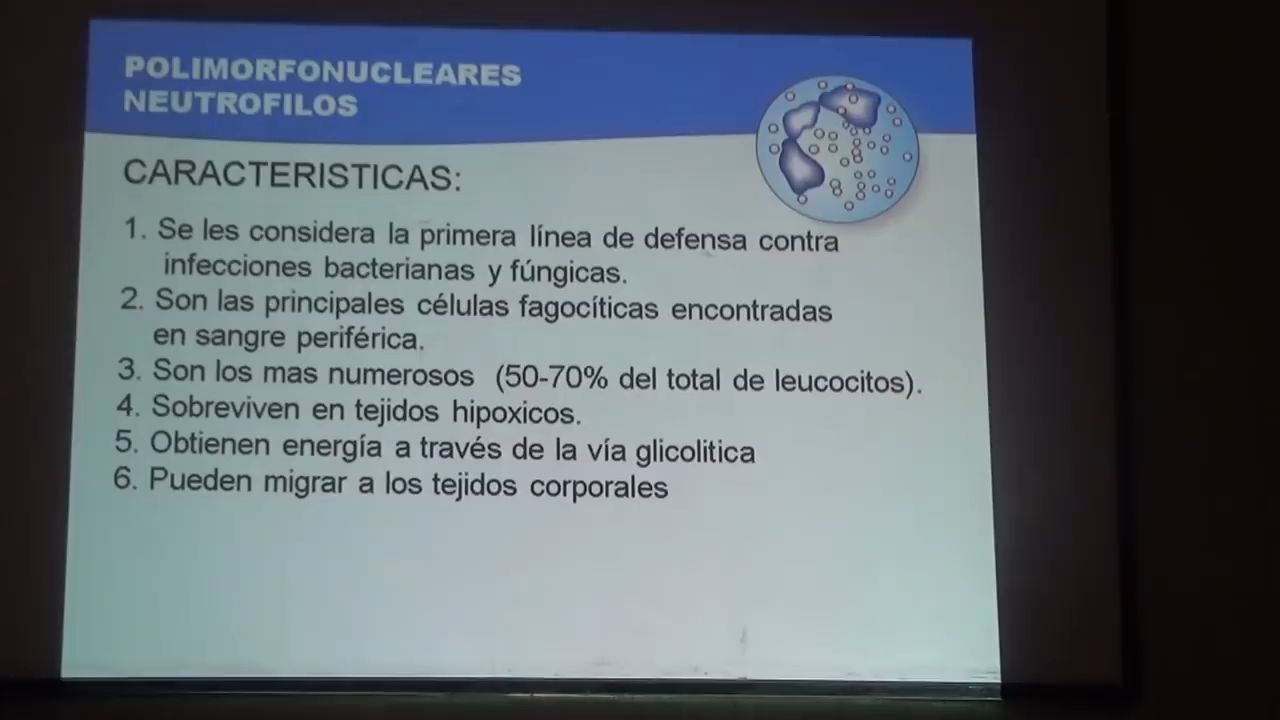 POLIMORFONUCLEARES
NEUTROFILOS
CARACTERISTICAS:
1. Se les considera la primera línea de defensa contra
infecciones bacterianas y fúngicas.
2. Son las principales células fagocíticas encontradas
en sangre periférica.
3. Son los mas numerosos (50-70% del total de leucocitos).
4. Sobreviven en tejidos hipoxicos.
5. Obtienen energía a través de la vía glicolitica
6. Pueden migrar a los tejidos corporales